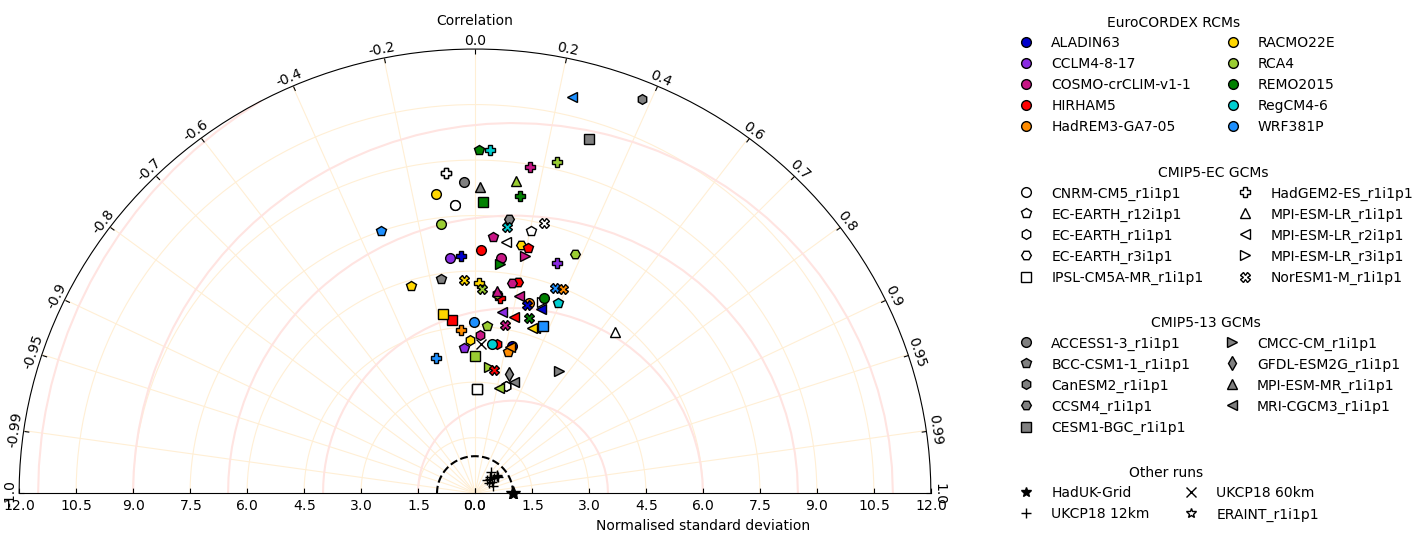 Correlation
0.0
-0.2 0.2
-0.4 0.4
-0.6 0.6
-0.7 0.7
-0.8 0.8
-0.9 0.9
-0.95 0.95
-0.99 0.99
1.0 1.0
12.0 10.5 9.0 7.5 6.0 4.5 3.0 1.5 0.0 1.5 3.0 4.5 6.0 7.5 9.0 10.5 12.0
Normalised standard deviation
EuroCORDEX RCMs
ALADIN63 RACMO22E
CCLM4-8-17 RCA4
COSMO-crCLIM-v1-1 REMO2015
HIRHAM5 RegCM4-6
HadREM3-GA7-05 WRF381P
CMIP5-EC GCMs
CNRM-CM5_r1i1p1 HadGEM2-ES_r1i1p1
EC-EARTH_r12i1p1 MPI-ESM-LR_r1i1p1
EC-EARTH_r1i1p1 MPI-ESM-LR_r2i1p1
EC-EARTH_r3i1p1 MPI-ESM-LR_r3i1p1
IPSL-CM5A-MR_r1i1p1 NorESM1-M_r1i1p1
CMIP5-13 GCMs
ACCESS1-3_r1i1p1 CMCC-CM_r1i1p1
BCC-CSM1-1_r1i1p1 GFDL-ESM2G_r1i1p1
CanESM2_r1i1p1 MPI-ESM-MR_r1i1p1
CCSM4_r1i1p1 MRI-CGCM3_r1i1p1
CESM1-BGC_r1i1p1
Other runs
HadUK-Grid UKCP18 60km
UKCP18 12km ERAINT_r1i1p1